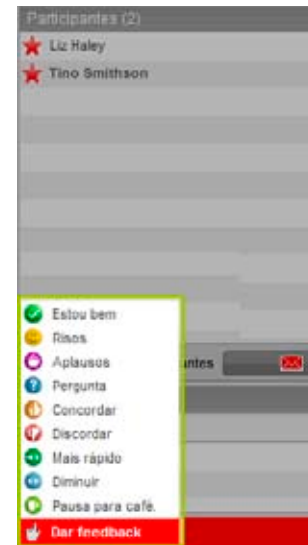 Participantes (2)
Liz Haley
Tino Smithson
Estou bem
Risos
Aplausos
antes
Pergunta
Concordar
Discordar
Mais rápido
Diminuir
Pausa para café.
Dar feedback